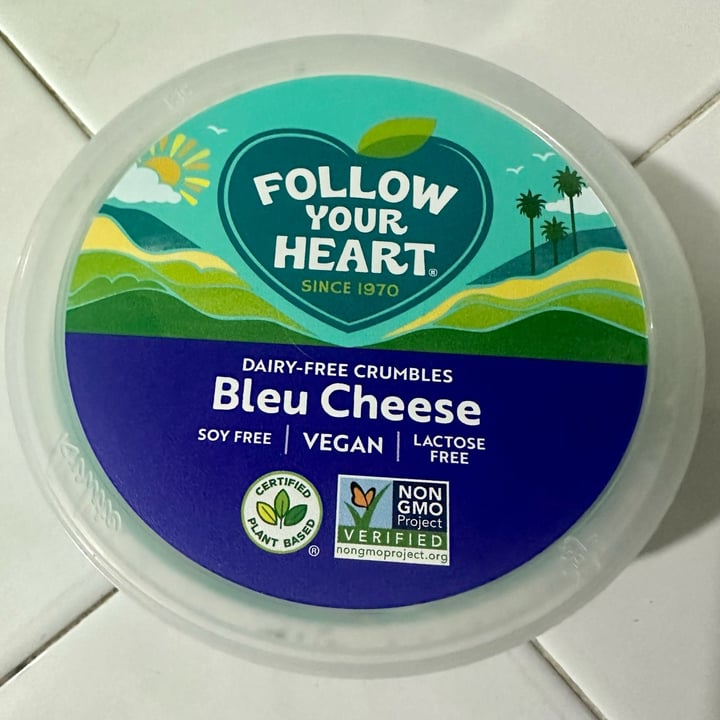 FOLLOW
YOUR
HEART®
SINCE 1970
DAIRY-FREE CRUMBLES
Bleu Cheese
SOY FREE | VEGAN | LACTOSE FREE
CERTIFIED
PLANT BASED
®
NON
GMO
Project
VERIFIED
nongmoproject.org